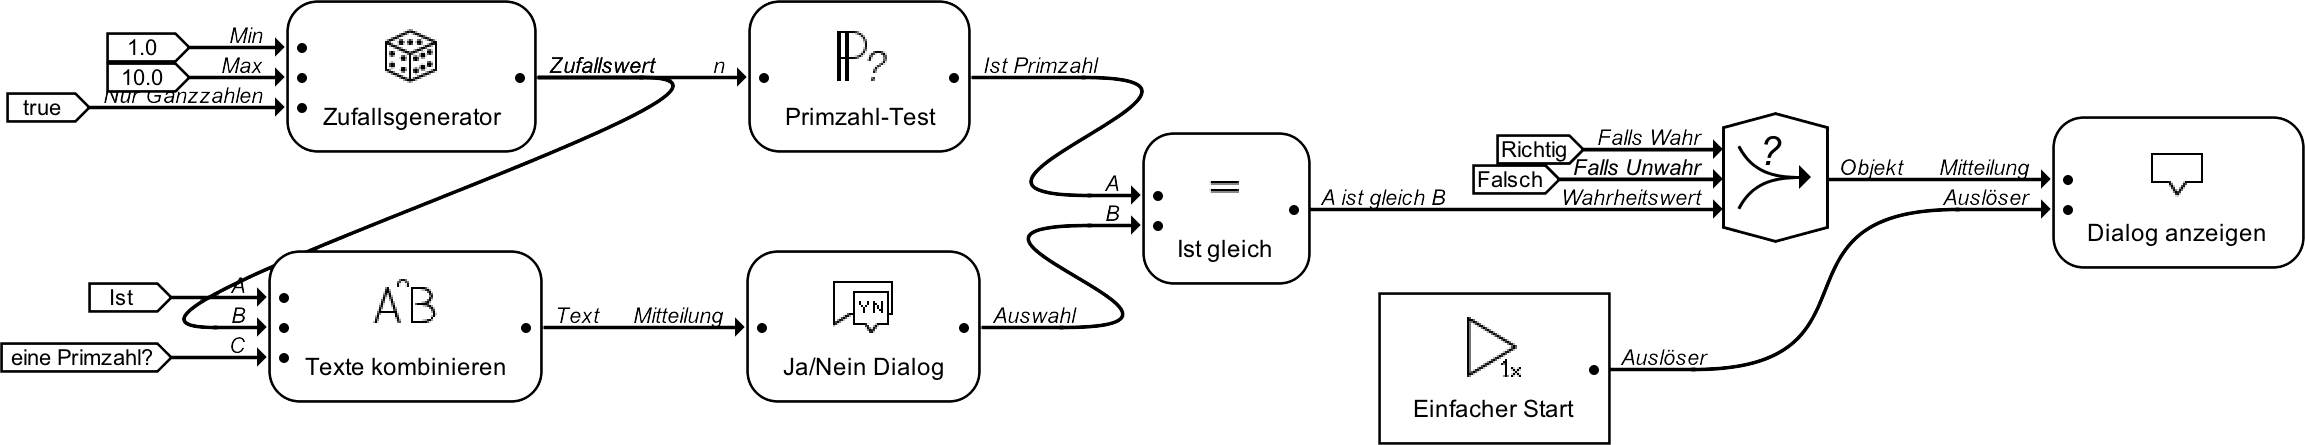 1.0
Min
10.0
Max
true
Nur Ganzzahlen
Zufallsgenerator
Zufallswert
n
Primzahl-Test
Ist Primzahl
Ist
A
B
eine Primzahl?
C
A B
Texte kombinieren
Text
Mitteilung
YN
Ja/Nein Dialog
Auswahl
A
B
=
Ist gleich
A ist gleich B
Richtig
Falls Wahr
Falsch
Falls Unwahr
Wahrheitswert
?
Objekt
Mitteilung
Auslöser
Dialog anzeigen
1x
Einfacher Start
Auslöser
P?